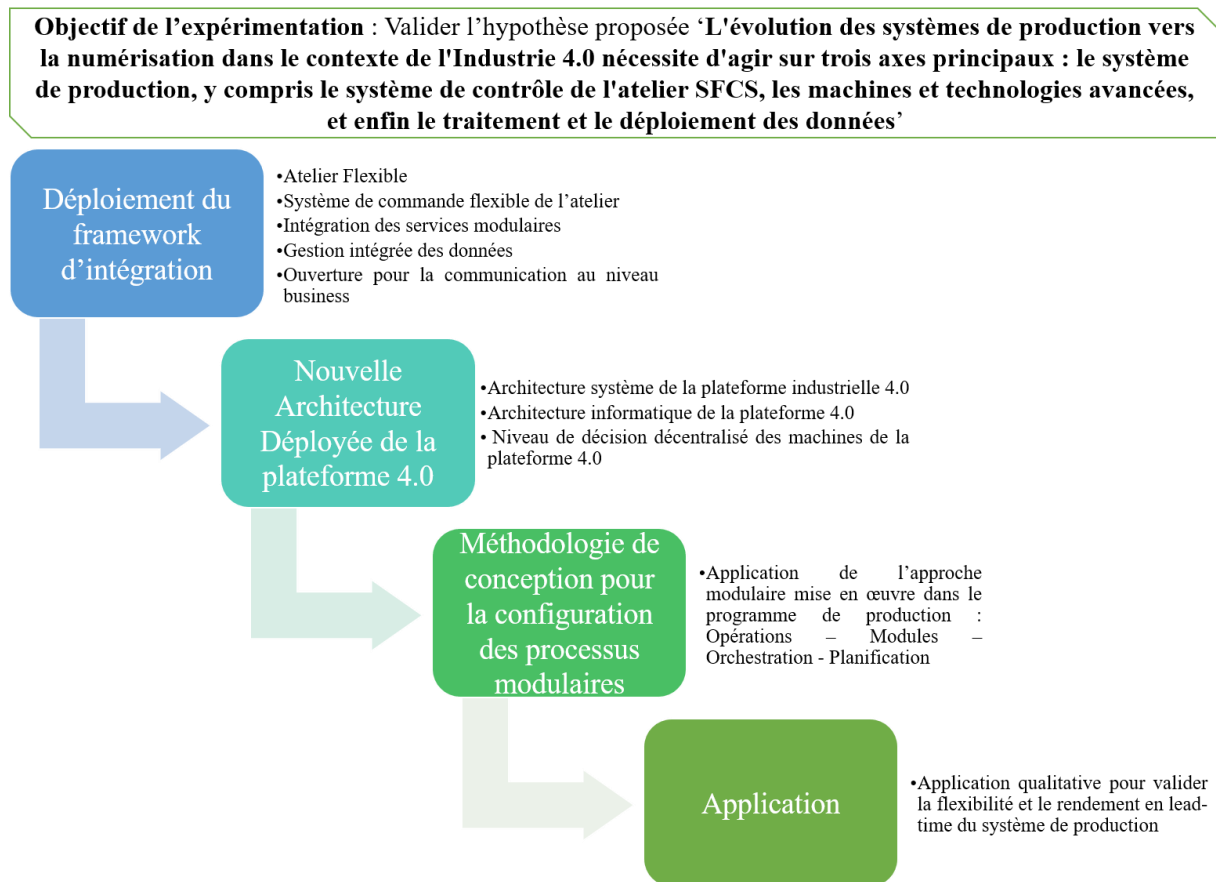 Objectif de l’expérimentation : Valider l’hypothèse proposée ‘L'évolution des systèmes de production vers
la numérisation dans le contexte de l'Industrie 4.0 nécessite d'agir sur trois axes principaux : le système
de production, y compris le système de contrôle de l'atelier SFCS, les machines et technologies avancées,
et enfin le traitement et le déploiement des données’
Déploiement du
framework
d’intégration
•Atelier Flexible
•Système de commande flexible de l’atelier
•Intégration des services modulaires
•Gestion intégrée des données
•Ouverture pour la communication au niveau
business
Nouvelle
Architecture
Déployée de la
plateforme 4.0
•Architecture système de la plateforme industrielle 4.0
•Architecture informatique de la plateforme 4.0
• Niveau de décision décentralisé des machines de la
plateforme 4.0
Méthodologie de
conception pour
la configuration
des processus
modulaires
•Application de l’approche
modulaire mise en œuvre dans le
programme de production :
Opérations – Modules –
Orchestration - Planification
Application
•Application qualitative pour valider
la flexibilité et le rendement en lead-
time du système de production